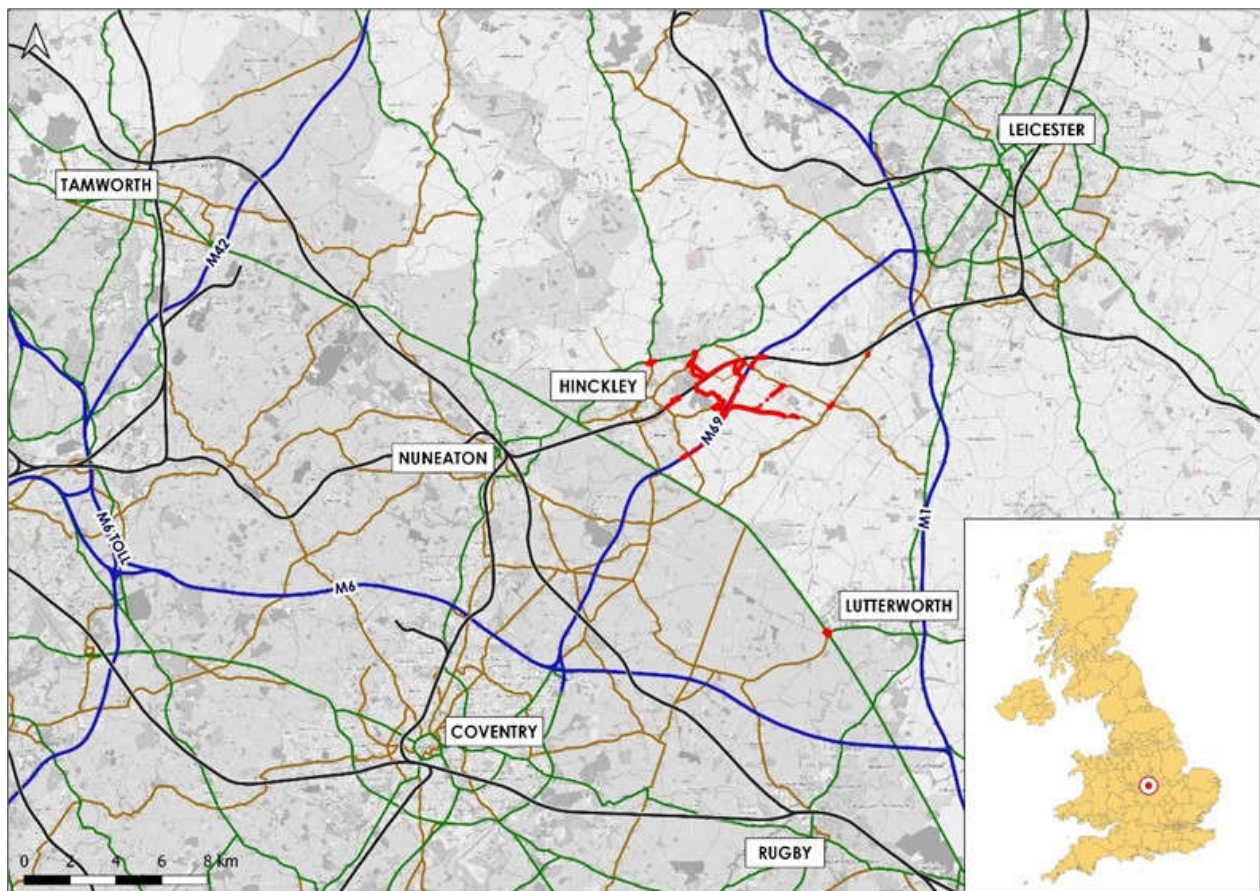 LEICESTER
TAMWORTH
M42
HINCKLEY
M69
NUNEATON
M1
M6 TOLL
M6
LUTTERWORTH
COVENTRY
RUGBY
0 2 4 6 8 km